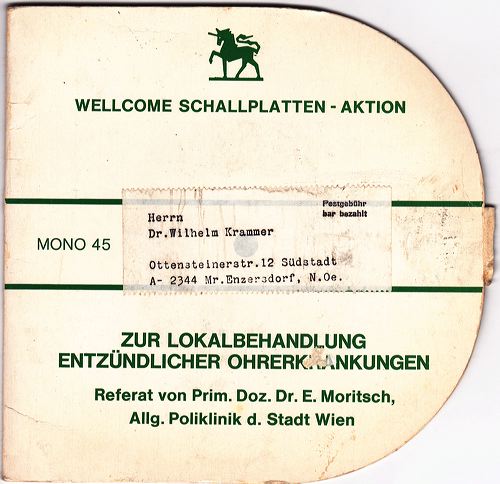 WELLCOME SCHALLPLATTEN - AKTION
Postgebühr
bar bezahlt
Herrn
Dr.Wilhelm Krammer
MONO 45
Ottensteinerstr.12 Südstadt
A- 2344 Mr.Enzersdorf, N.Oe.
ZUR LOKALBEHANDLUNG
ENTZÜNDLICHER OHRERKRANKUNGEN
Referat von Prim. Doz. Dr. E. Moritsch,
Allg. Poliklinik d. Stadt Wien